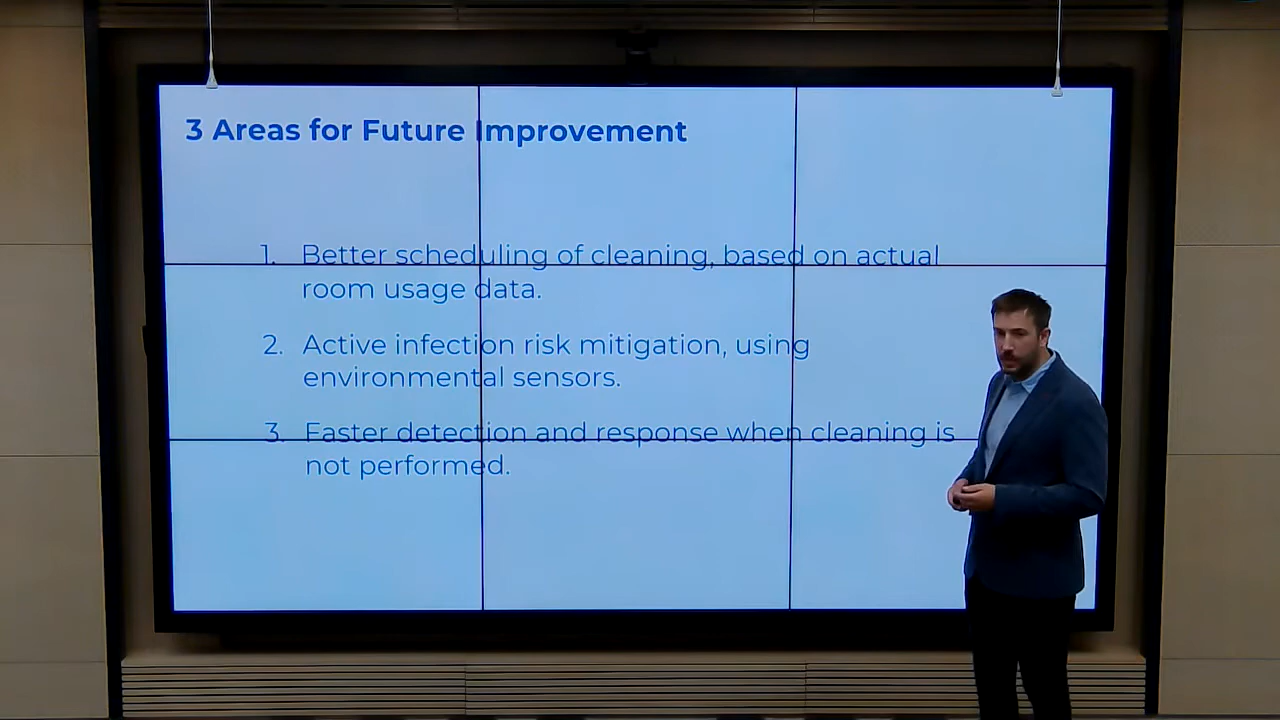 3 Areas for Future Improvement
1. Better scheduling of cleaning, based on actual
room usage data.
2. Active infection risk mitigation, using
environmental sensors.
3. Faster detection and response when cleaning is
not performed.